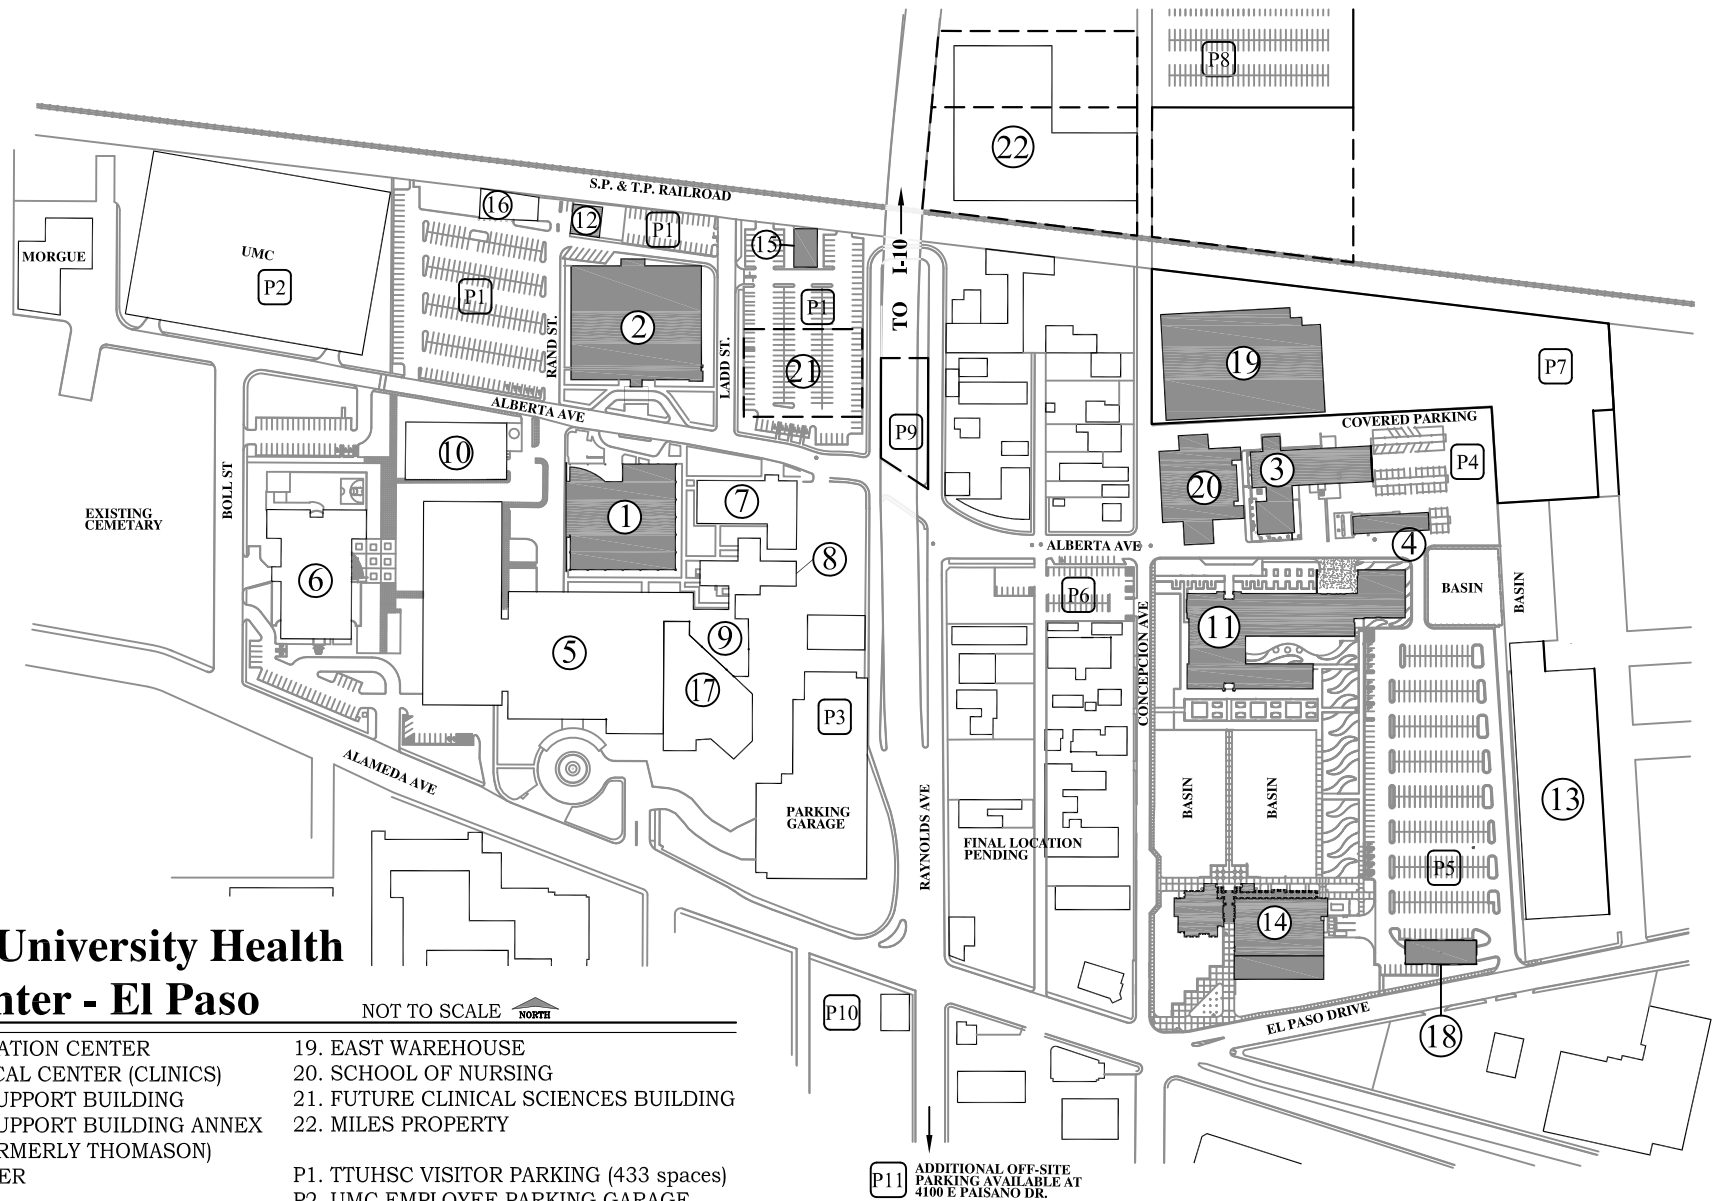 P8
22
S.P. & T.P. RAILROAD
16
12
P1
MORGUE
UMC
P2
P1
15
TO I-10
P1
2
RAND ST.
LADD ST.
21
19
P7
P9
ALBERTA AVE
COVERED PARKING
10
BOLL ST
3
P4
20
EXISTING
CEMETARY
1
7
ALBERTA AVE
4
8
6
P6
BASIN
BASIN
5
9
11
CONCEPCION AVE
17
P3
ALAMEDA AVE
PARKING
GARAGE
RAYNOLDS AVE
BASIN
BASIN
13
FINAL LOCATION
PENDING
P5
14
University Health
nter - El Paso
NOT TO SCALE
NORTH
P10
EL PASO DRIVE
18
ATION CENTER
CAL CENTER (CLINICS)
UPPORT BUILDING
UPPORT BUILDING ANNEX
RMERLY THOMASON)
ER
19. EAST WAREHOUSE
20. SCHOOL OF NURSING
21. FUTURE CLINICAL SCIENCES BUILDING
22. MILES PROPERTY
P1. TTUHSC VISITOR PARKING (433 spaces)
P2. UMC EMPLOYEE PARKING GARAGE
P11
ADDITIONAL OFF-SITE
PARKING AVAILABLE AT
4100 E PAISANO DR.